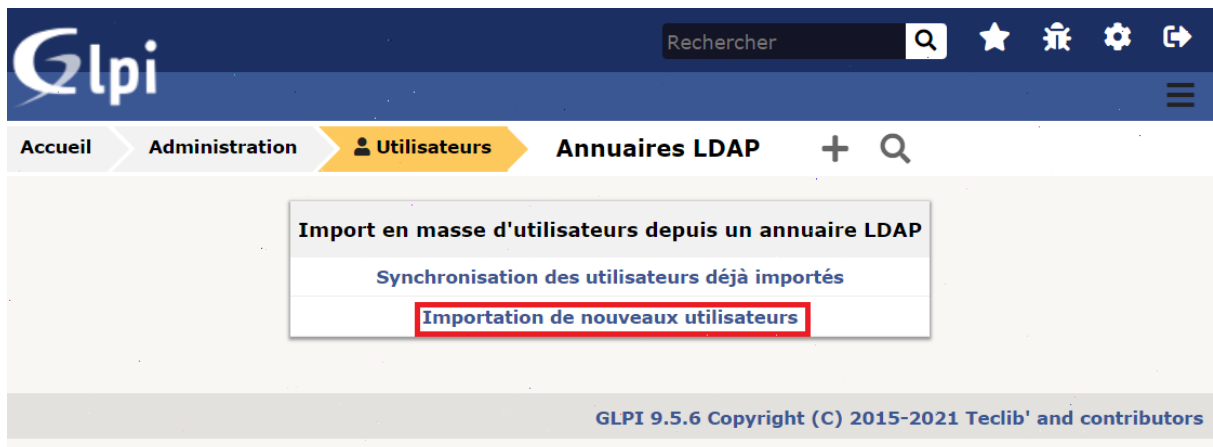 Glpi
Rechercher
Accueil Administration Utilisateurs Annuaires LDAP
Import en masse d'utilisateurs depuis un annuaire LDAP
Synchronisation des utilisateurs déjà importés
Importation de nouveaux utilisateurs
GLPI 9.5.6 Copyright (C) 2015-2021 Teclib' and contributors